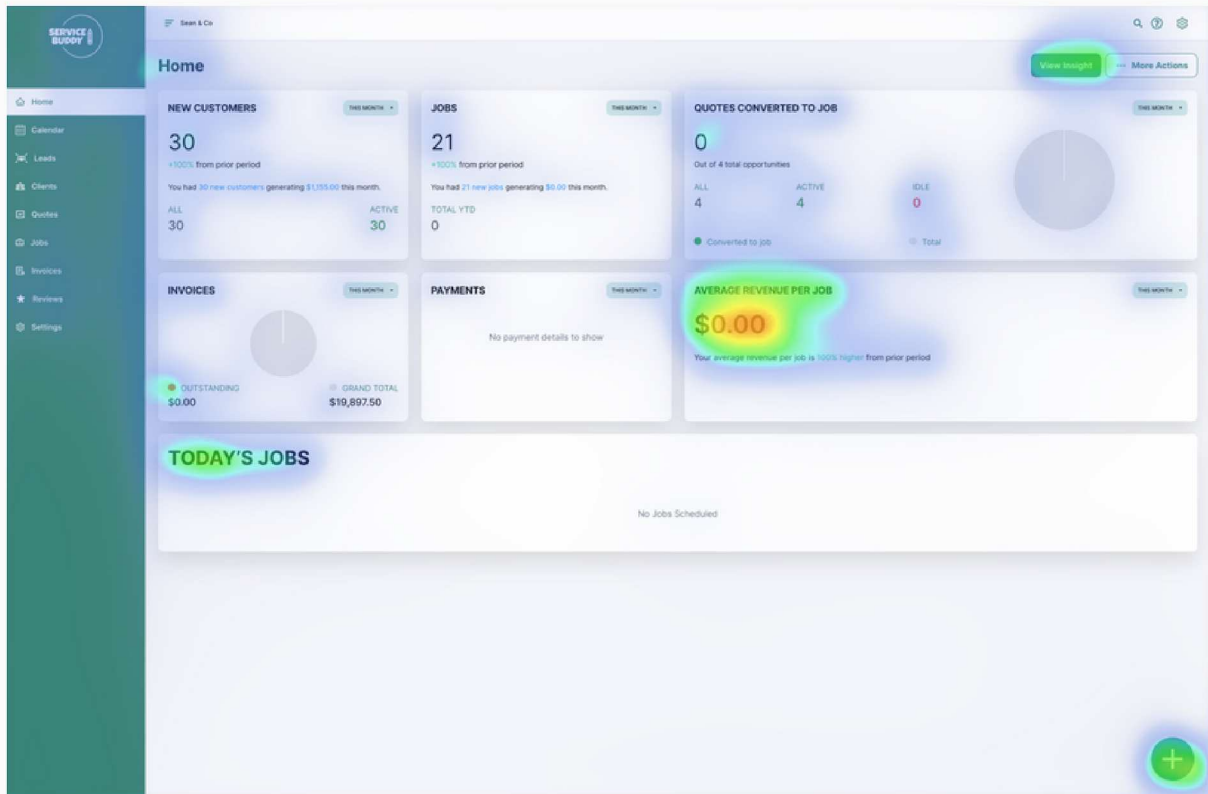 SERVICE
BUDDY
Sean & Co
Home
View Insight
··· More Actions
Home
Calendar
Leads
Clients
Quotes
Jobs
Invoices
Reviews
Settings
NEW CUSTOMERS
THIS MONTH
30
+100% from prior period
You had 30 new customers generating $1,155.00 this month.
ALL
ACTIVE
30
30
JOBS
THIS MONTH
21
+100% from prior period
You had 21 new jobs generating $0.00 this month.
TOTAL YTD
0
QUOTES CONVERTED TO JOB
THIS MONTH
0
Out of 4 total opportunities
ALL
ACTIVE
IDLE
4
4
0
Converted to job
Total
INVOICES
THIS MONTH
OUTSTANDING
GRAND TOTAL
$0.00
$19,897.50
PAYMENTS
THIS MONTH
No payment details to show
AVERAGE REVENUE PER JOB
THIS MONTH
$0.00
Your average revenue per job is 100% higher from prior period
TODAY'S JOBS
No Jobs Scheduled